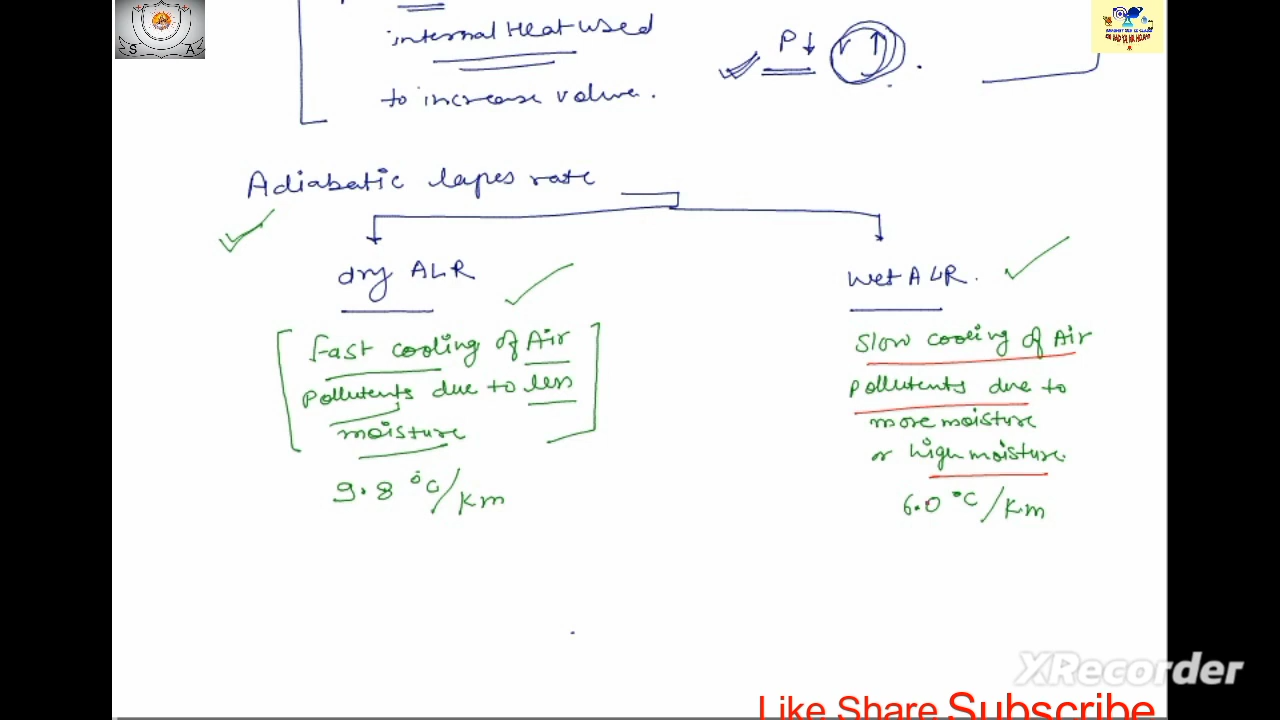 internal Heat used
P↓
to increase volume.
Adiabatic lapes rate
dry ALR
wet ALR.
fast cooling of Air
pollutents due to less
moisture
9.8 °C/Km
Slow cooling of Air
pollutents due to
more moisture
or high moisture.
6.0 °C/Km
S A
XRecorder
Like Share Subscribe